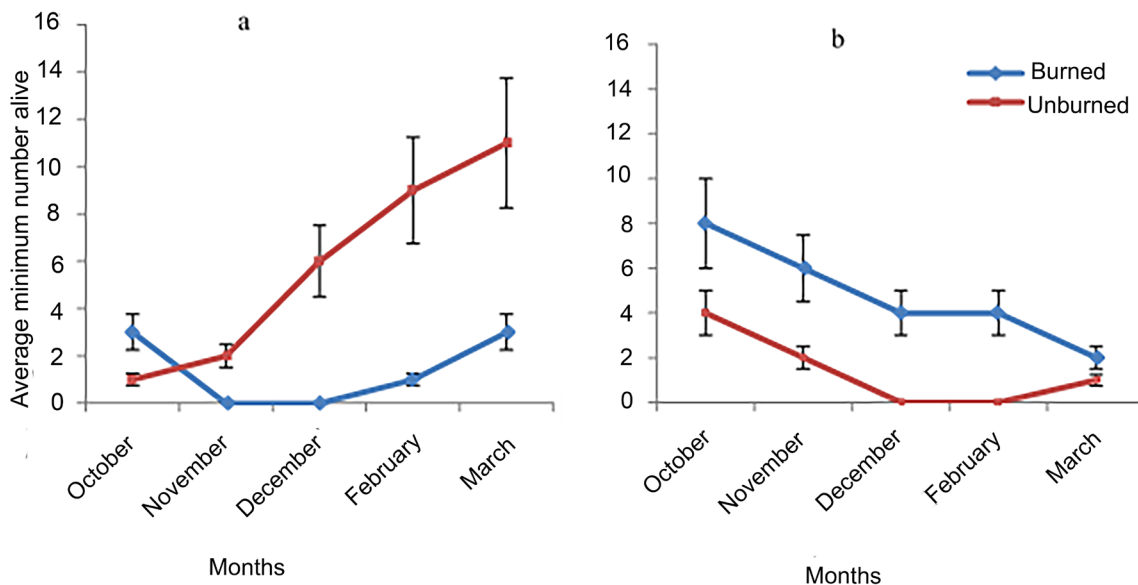 a
Average minimum number alive
16
14
12
10
8
6
4
2
0
October
November
December
February
March
Months
b
16
14
12
10
8
6
4
2
0
Burned
Unburned
October
November
December
February
March
Months